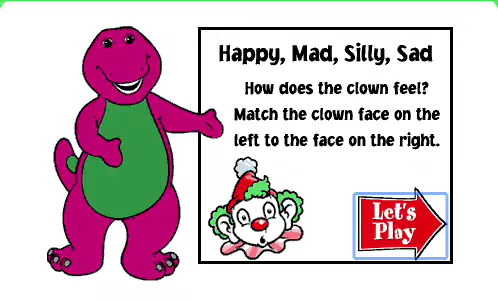 Happy, Mad, Silly, Sad
How does the clown feel?
Match the clown face on the
left to the face on the right.
Let's
Play